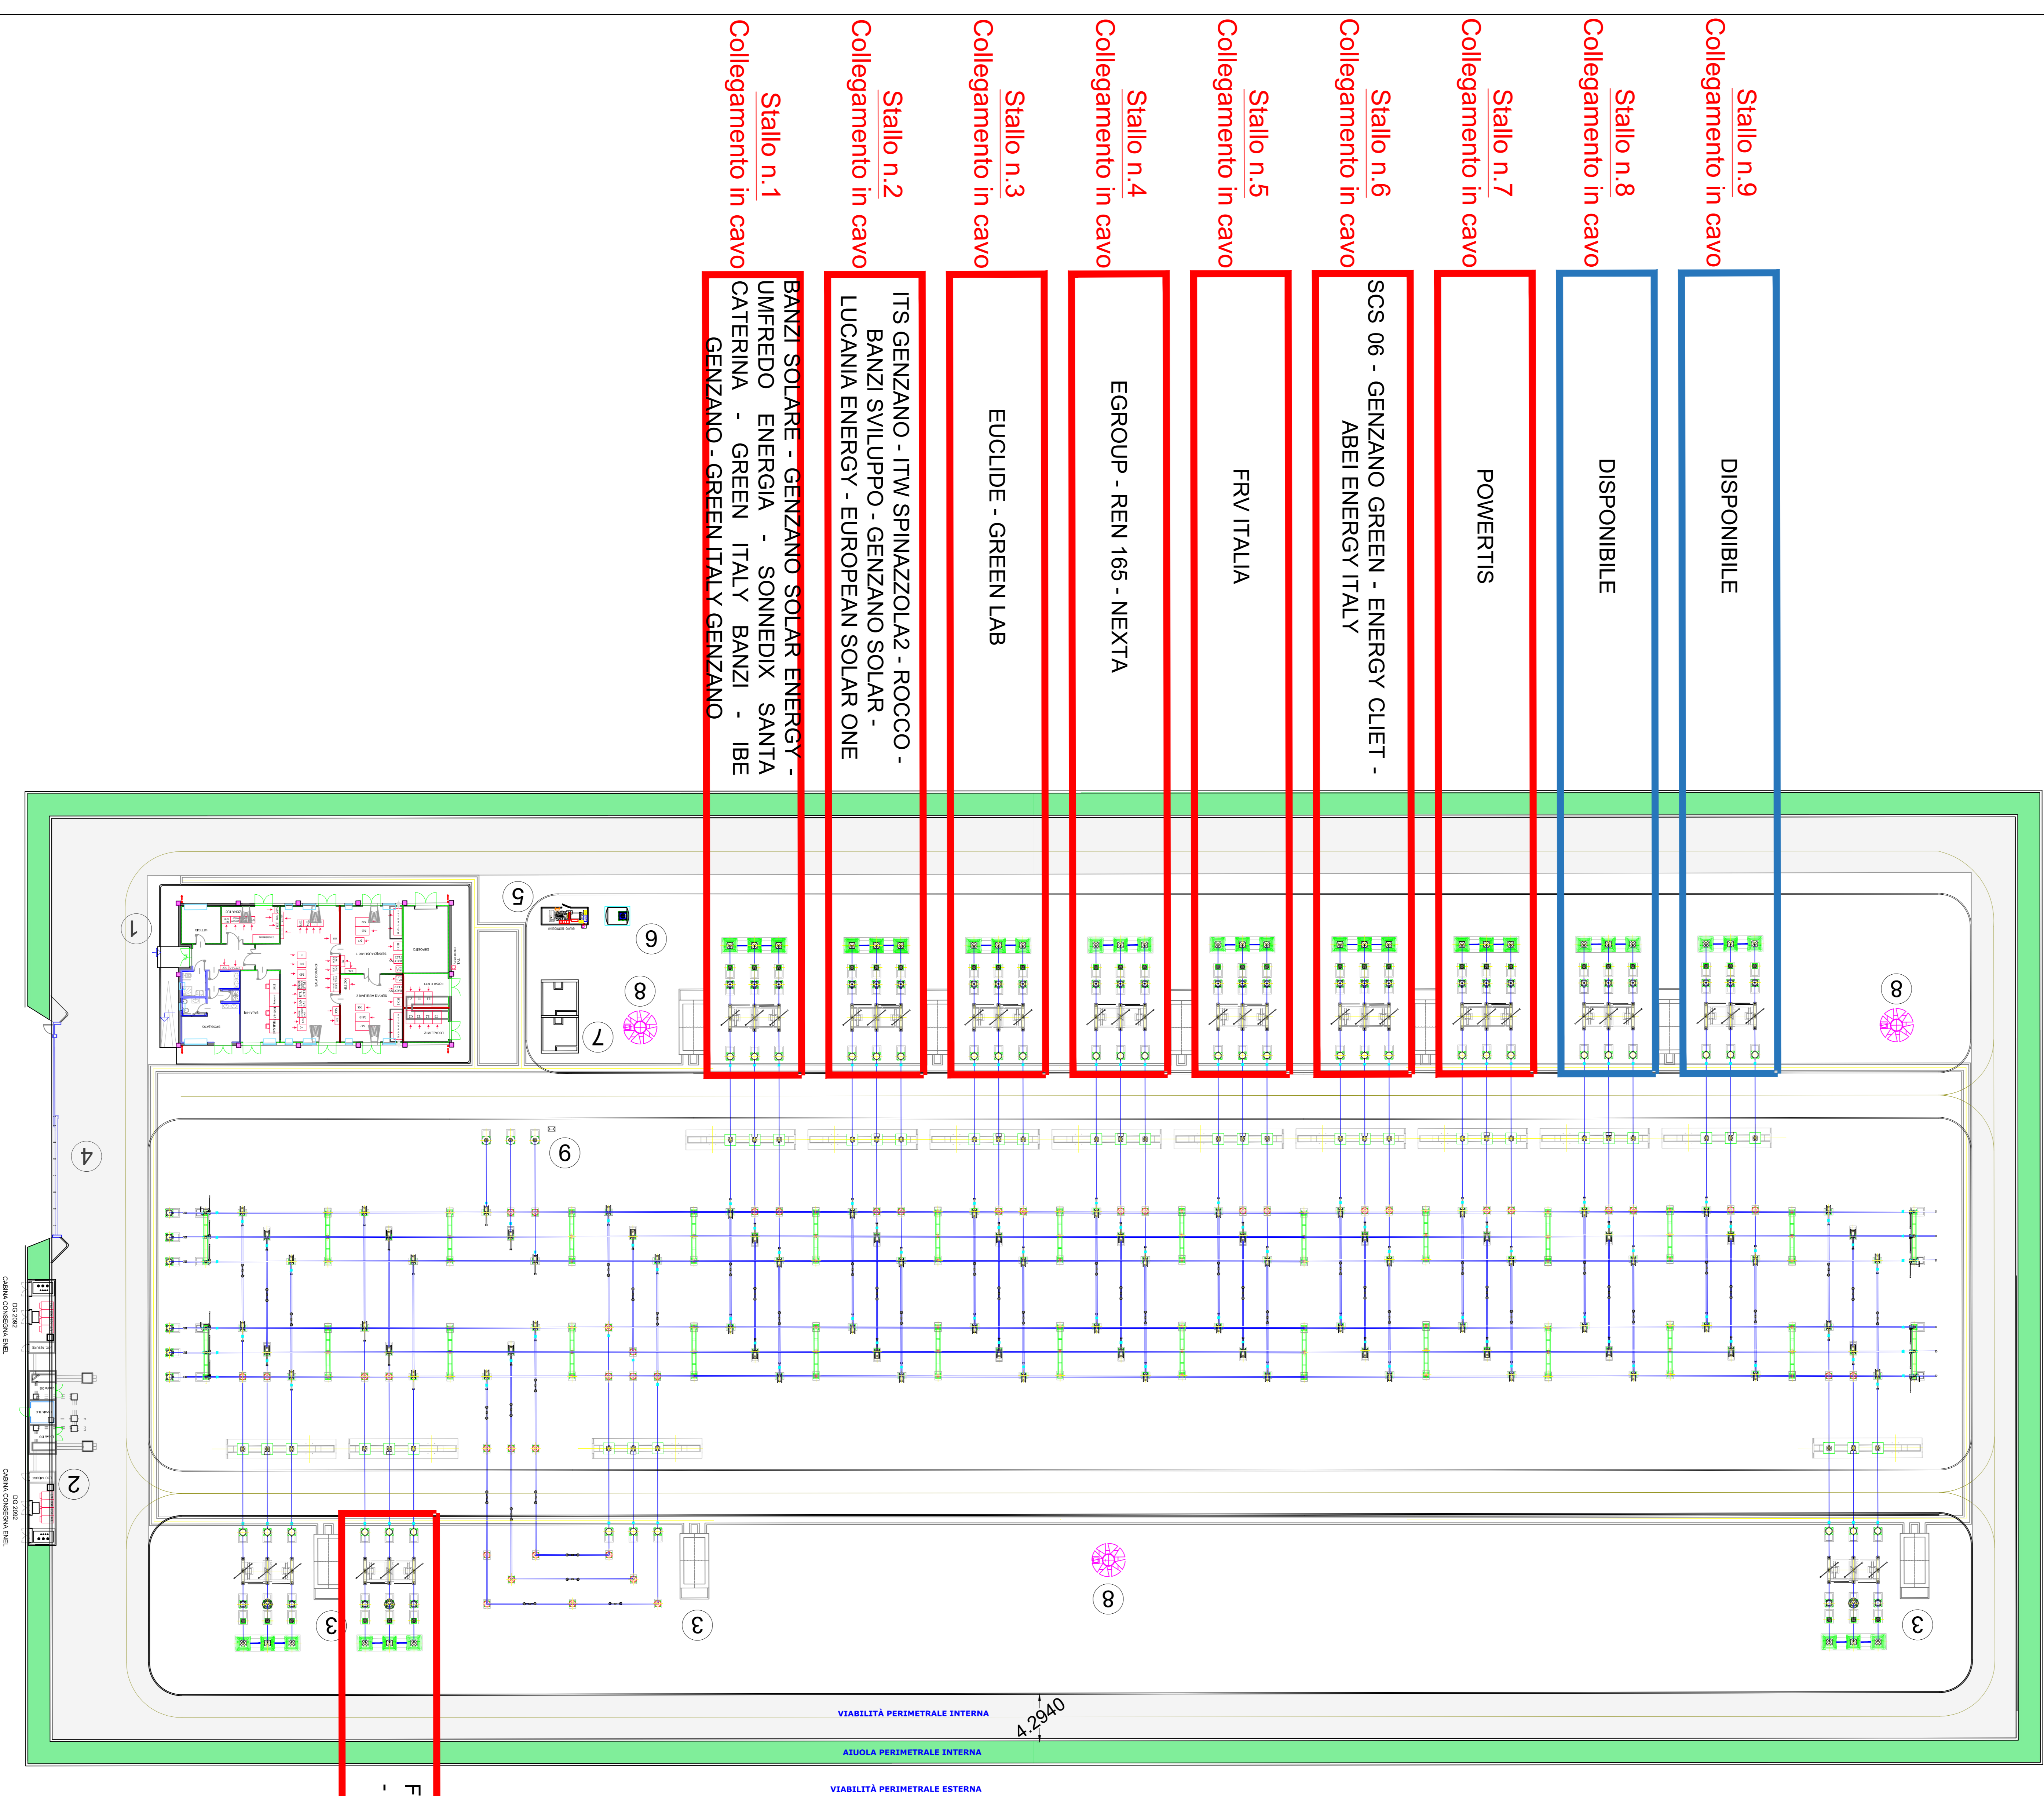 Stallo n.1
Collegamento in cavo
Stallo n.2
Collegamento in cavo
Stallo n.3
Collegamento in cavo
Stallo n.4
Collegamento in cavo
Stallo n.5
Collegamento in cavo
Stallo n.6
Collegamento in cavo
Stallo n.7
Collegamento in cavo
Stallo n.8
Collegamento in cavo
Stallo n.9
Collegamento in cavo
BANZI SOLARE - GENZANO SOLAR ENERGY -
UMFREDO ENERGIA - SONNEDIX SANTA
CATERINA - GREEN ITALY BANZI - IBE
GENZANO - GREEN ITALY GENZANO
ITS GENZANO - ITW SPINAZZOLA2 - ROCCO -
BANZI SVILUPPO - GENZANO SOLAR -
LUCANIA ENERGY - EUROPEAN SOLAR ONE
EUCLIDE - GREEN LAB
EGROUP - REN 165 - NEXTA
FRV ITALIA
SCS 06 - GENZANO GREEN - ENERGY CLIET -
ABEI ENERGY ITALY
POWERTIS
DISPONIBILE
DISPONIBILE
1
5
6
7
8
8
4
9
2
3
3
8
3
DG 2092
CABINA CONSEGNA ENEL
DG 2092
CABINA CONSEGNA ENEL
4.2940
VIABILITÀ PERIMETRALE INTERNA
AIUOLA PERIMETRALE INTERNA
VIABILITÀ PERIMETRALE ESTERNA